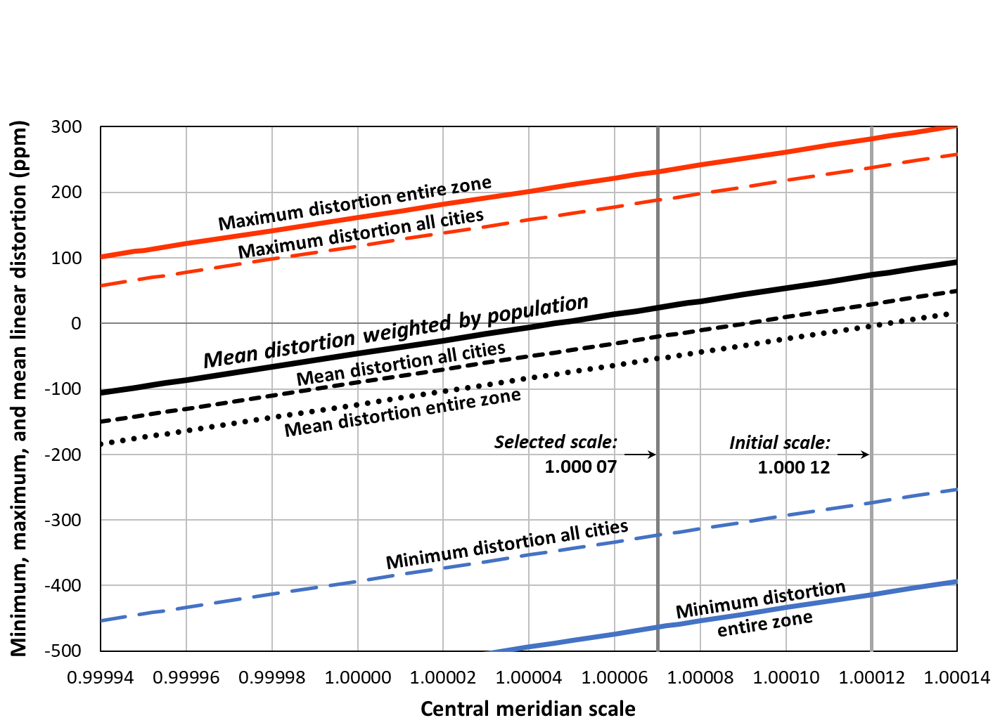 Minimum, maximum, and mean linear distortion (ppm)
300
200
100
0
-100
-200
-300
-400
-500
Maximum distortion entire zone
Maximum distortion all cities
Mean distortion weighted by population
Mean distortion all cities
Mean distortion entire zone
Selected scale:
1.000 07
Initial scale:
1.000 12
Minimum distortion all cities
Minimum distortion
entire zone
0.99994 0.99996 0.99998 1.00000 1.00002 1.00004 1.00006 1.00008 1.00010 1.00012 1.00014
Central meridian scale